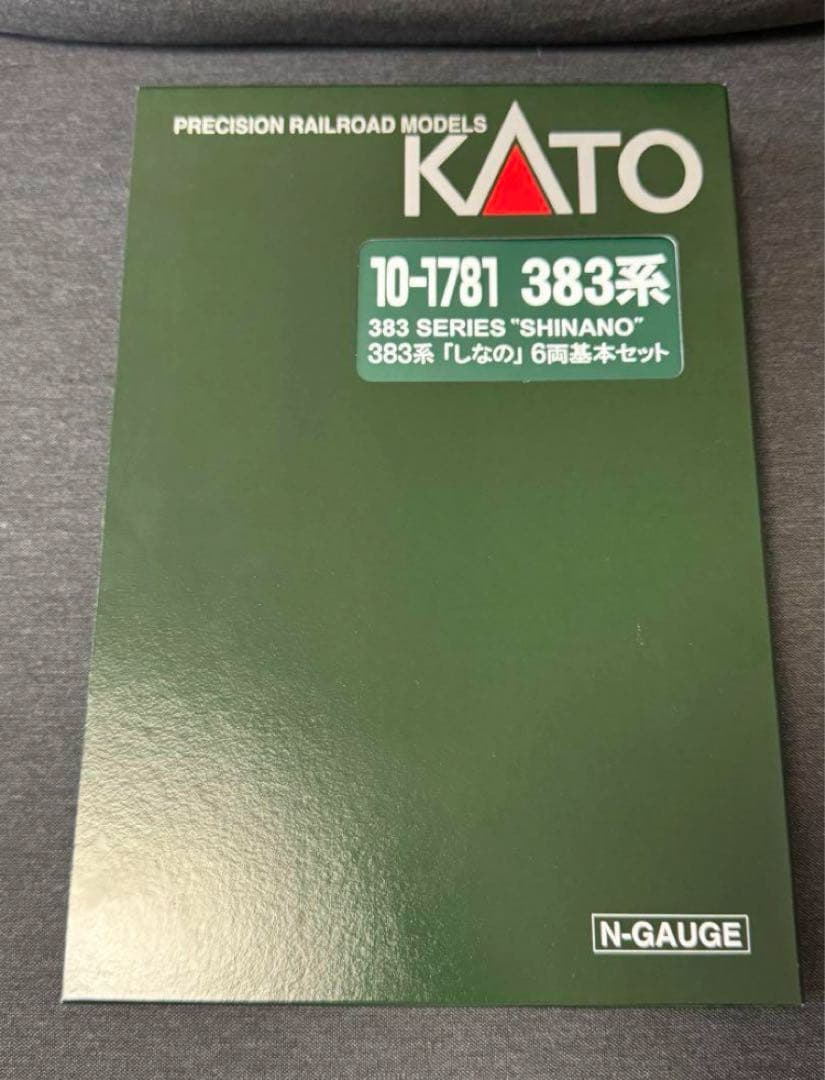 PRECISION RAILROAD MODELS
KATO
10-1781 383系
383 SERIES "SHINANO"
383系「しなの」6両基本セット
N-GAUGE